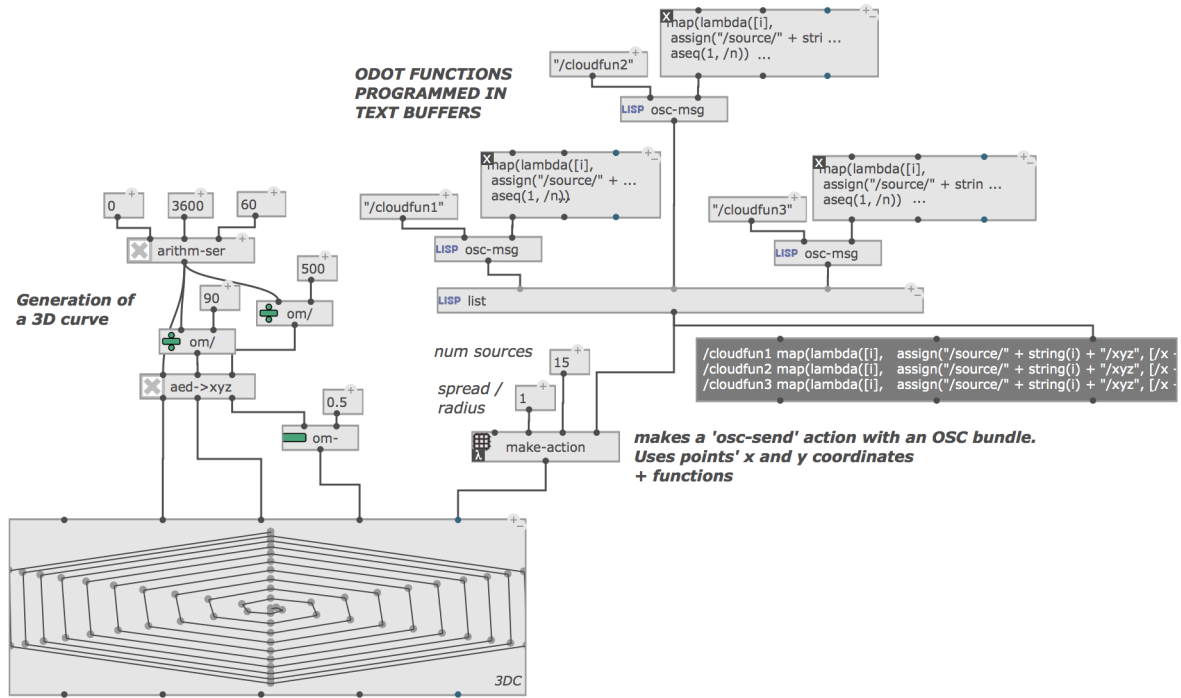 map(lambda([i],
assign("/source/" + stri ...
aseq(1, /n))  ...
"/cloudfun2"
ODOT FUNCTIONS
PROGRAMMED IN
TEXT BUFFERS
LISP osc-msg
map(lambda([i],
assign("/source/" + ...
aseq(1, /n))
map(lambda([i],
assign("/source/" + strin ...
aseq(1, /n))  ...
"/cloudfun1"
"/cloudfun3"
0
3600
60
arithm-ser
LISP osc-msg
LISP osc-msg
500
Generation of
a 3D curve
90
om/
LISP list
om/
num sources
15
/cloudfun1 map(lambda([i],   assign("/source/" + string(i) + "/xyz", [/x
/cloudfun2 map(lambda([i],   assign("/source/" + string(i) + "/xyz", [/x
/cloudfun3 map(lambda([i],   assign("/source/" + string(i) + "/xyz", [/x
aed->xyz
spread /
radius
1
0.5
om-
λ
make-action
makes a 'osc-send' action with an OSC bundle.
Uses points' x and y coordinates
+ functions
3DC